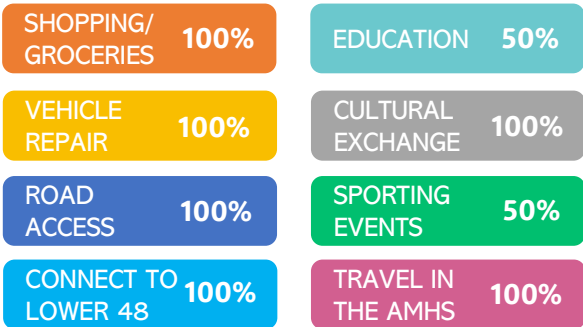 SHOPPING/
GROCERIES
100%
EDUCATION 50%
VEHICLE
REPAIR
100%
CULTURAL
EXCHANGE
100%
ROAD
ACCESS
100%
SPORTING
EVENTS
50%
CONNECT TO
LOWER 48
100%
TRAVEL IN
THE AMHS
100%